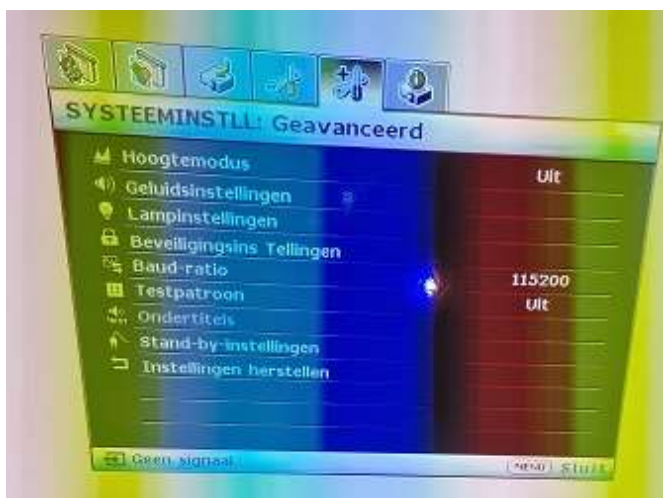 SYSTEEMINSTLL: Geavanceerd
Hoogtemodus Uit
Geluidsinstellingen
Lampinstellingen
Beveiligingsins Tellingen
Baud-ratio 115200
Testpatroon Uit
Ondertitels
Stand-by-instellingen
Instellingen herstellen
Geen signaal MENU Sluit